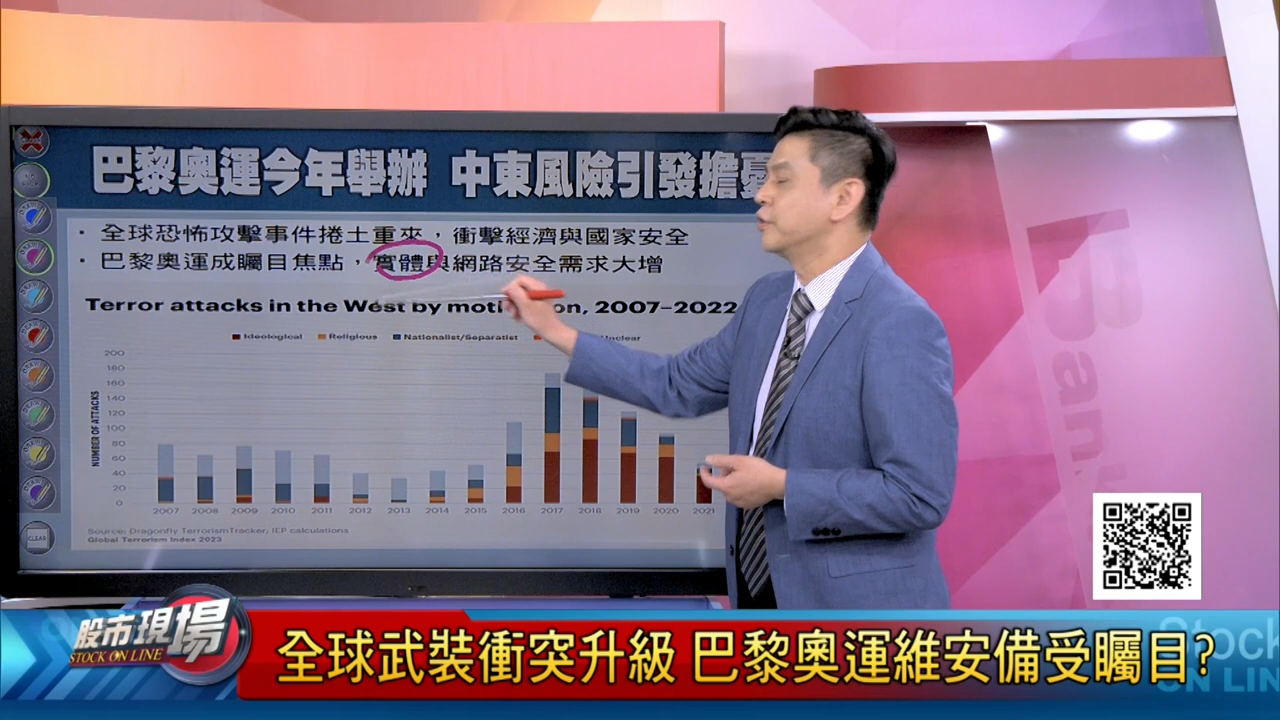 巴黎奧運今年舉辦 中東風險引發擔憂
· 全球恐怖攻擊事件捲土重來，衝擊經濟與國家安全
· 巴黎奧運成矚目焦點，實體與網路安全需求大增
Terror attacks in the West by moti on, 2007–2022
Ideological Religious Nationalist/Separatist Unclear
NUMBER OF ATTACKS
200
180
160
140
120
100
80
60
40
20
0
2007 2008 2009 2010 2011 2012 2013 2014 2015 2016 2017 2018 2019 2020 2021
Source: Dragonfly TerrorismTracker, IEP calculations
Global Terrorism Index 2023
CLEAR
Bank
股市現場
STOCK ON LINE
全球武裝衝突升級 巴黎奧運維安備受矚目?
Stock
ON LIN